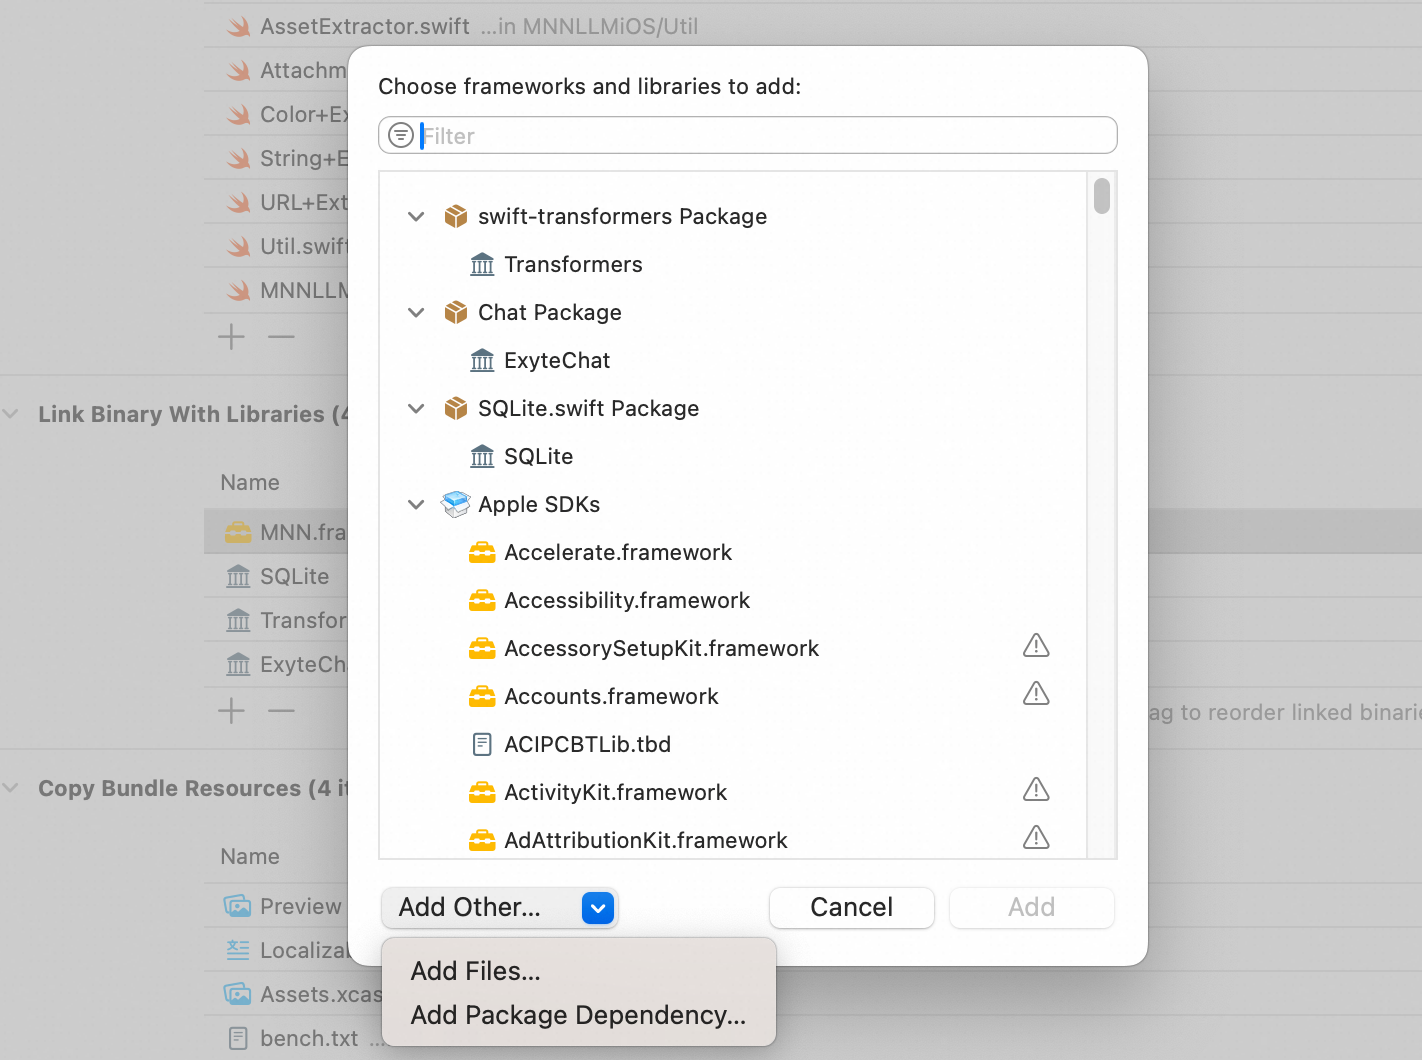 AssetExtractor.swift ...in MNNLLMiOS/Util
Attachm
Color+Ex
String+E
URL+Ext
Util.swift
MNNLLM
Link Binary With Libraries (4
Name
MNN.fra
SQLite
Transfor
ExyteCh
ag to reorder linked binarie
Copy Bundle Resources (4 it
Name
Preview
Localiza
Assets.xcas
bench.txt ...
Choose frameworks and libraries to add:
Filter
swift-transformers Package
Transformers
Chat Package
ExyteChat
SQLite.swift Package
SQLite
Apple SDKs
Accelerate.framework
Accessibility.framework
AccessorySetupKit.framework
Accounts.framework
ACIPCBTLib.tbd
ActivityKit.framework
AdAttributionKit.framework
Add Other...
Cancel
Add
Add Files...
Add Package Dependency...